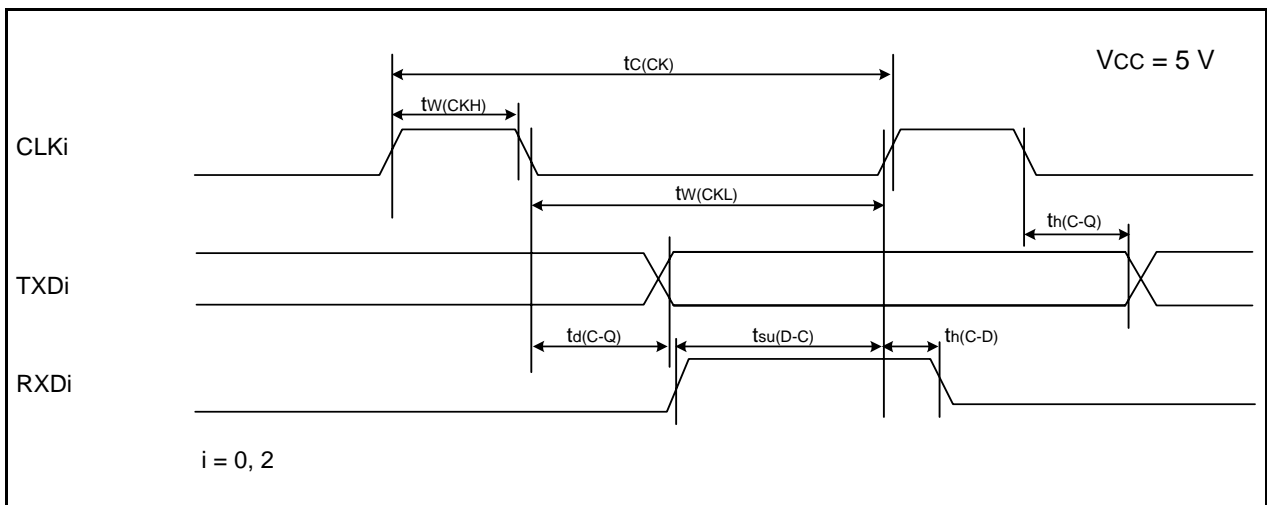 VCC = 5 V
tC(CK)
tW(CKH)
CLKi
tW(CKL)
th(C-Q)
TXDi
td(C-Q)
tsu(D-C)
th(C-D)
RXDi
i = 0, 2